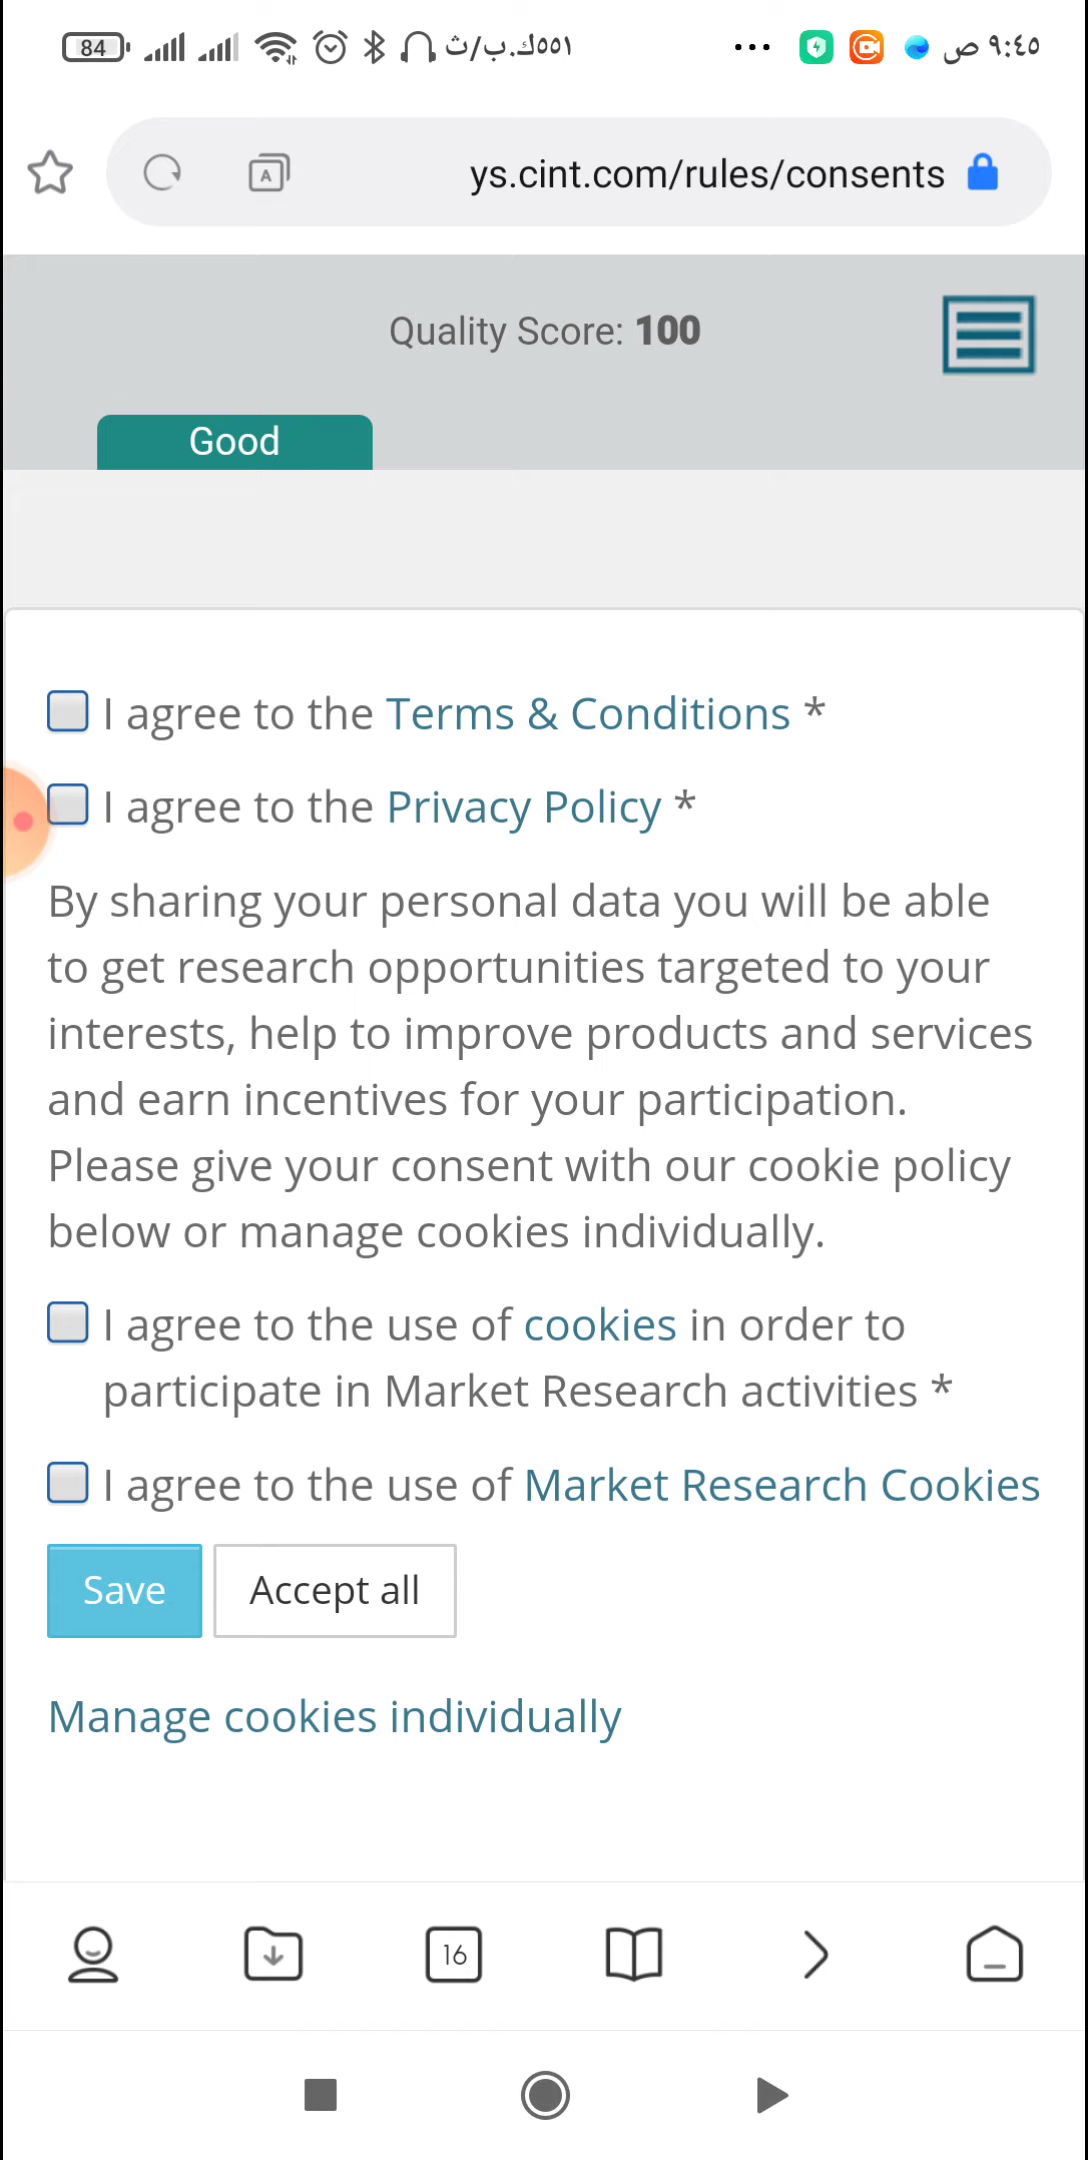 84 ٥٥١ك.ب/ث ... ٩:٤٥ ص
A ys.cint.com/rules/consents
Quality Score: 100
Good
I agree to the Terms & Conditions *
I agree to the Privacy Policy *
By sharing your personal data you will be able
to get research opportunities targeted to your
interests, help to improve products and services
and earn incentives for your participation.
Please give your consent with our cookie policy
below or manage cookies individually.
I agree to the use of cookies in order to
participate in Market Research activities *
I agree to the use of Market Research Cookies
Save Accept all
Manage cookies individually
16